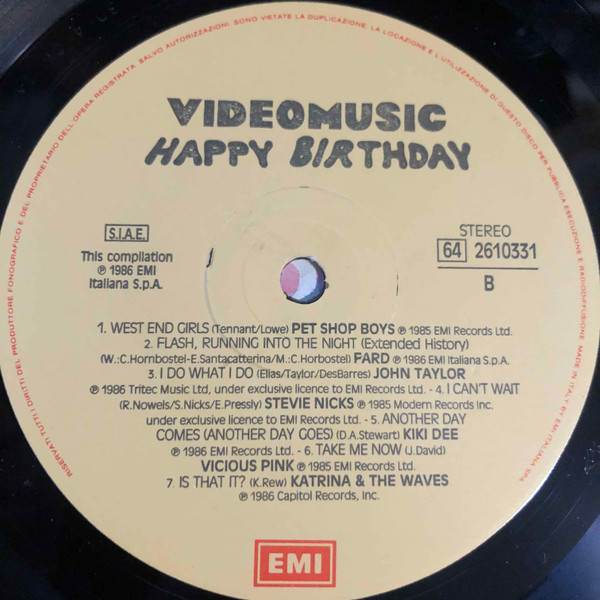 RISERVATI TUTTI I DIRITTI DEL PRODUTTORE FONOGRAFICO E DEL PROPRIETARIO DELL'OPERA REGISTRATA. SALVO AUTORIZZAZIONI, SONO VIETATE LA DUPLICAZIONE, LA LOCAZIONE E L'UTILIZZAZIONE DI QUESTO DISCO PER PUBBLICA ESECUZIONE E RADIODIFFUSIONE. MADE IN ITALY BY EMI ITALIANA SPA.
VIDEOMUSIC
HAPPY BIRTHDAY
S.I.A.E.
This compilation
℗ 1986 EMI
Italiana S.p.A.
STEREO
64 2610331
B
1. WEST END GIRLS (Tennant/Lowe) PET SHOP BOYS ℗ 1985 EMI Records Ltd.
2. FLASH, RUNNING INTO THE NIGHT (Extended History)
(W.:C.Hornbostel-E.Santacatterina/M.:C.Horbostel) FARD ℗ 1986 EMI Italiana S.p.A.
3. I DO WHAT I DO (Elias/Taylor/DesBarres) JOHN TAYLOR
℗ 1986 Tritec Music Ltd, under exclusive licence to EMI Records Ltd. - 4. I CAN'T WAIT
(R.Nowels/S.Nicks/E.Pressly) STEVIE NICKS ℗ 1985 Modern Records Inc.
under exclusive licence to EMI Records Ltd. - 5. ANOTHER DAY
COMES (ANOTHER DAY GOES) (D.A.Stewart) KIKI DEE
℗ 1986 EMI Records Ltd. - 6. TAKE ME NOW (J.David)
VICIOUS PINK ℗ 1985 EMI Records Ltd.
7. IS THAT IT? (K.Rew) KATRINA & THE WAVES
℗ 1986 Capitol Records, Inc.
EMI